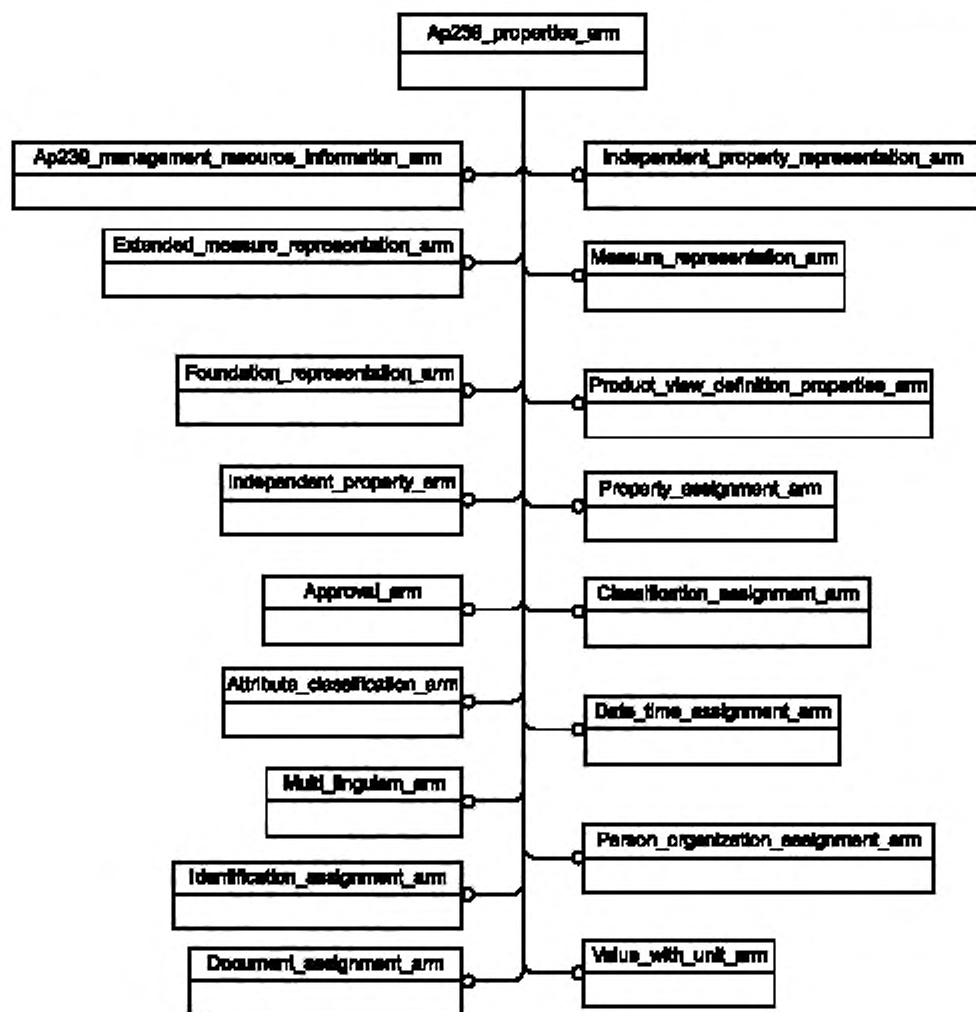 Ap239_properties_arm
Ap239_management_resource_information_arm
Independent_property_representation_arm
Extended_measure_representation_arm
Measure_representation_arm
Foundation_representation_arm
Product_view_definition_properties_arm
Independent_property_arm
Property_assignment_arm
Approval_arm
Classification_assignment_arm
Attribute_classification_arm
Date_time_assignment_arm
Multi_linguism_arm
Person_organization_assignment_arm
Identification_assignment_arm
Value_with_unit_arm
Document_assignment_arm